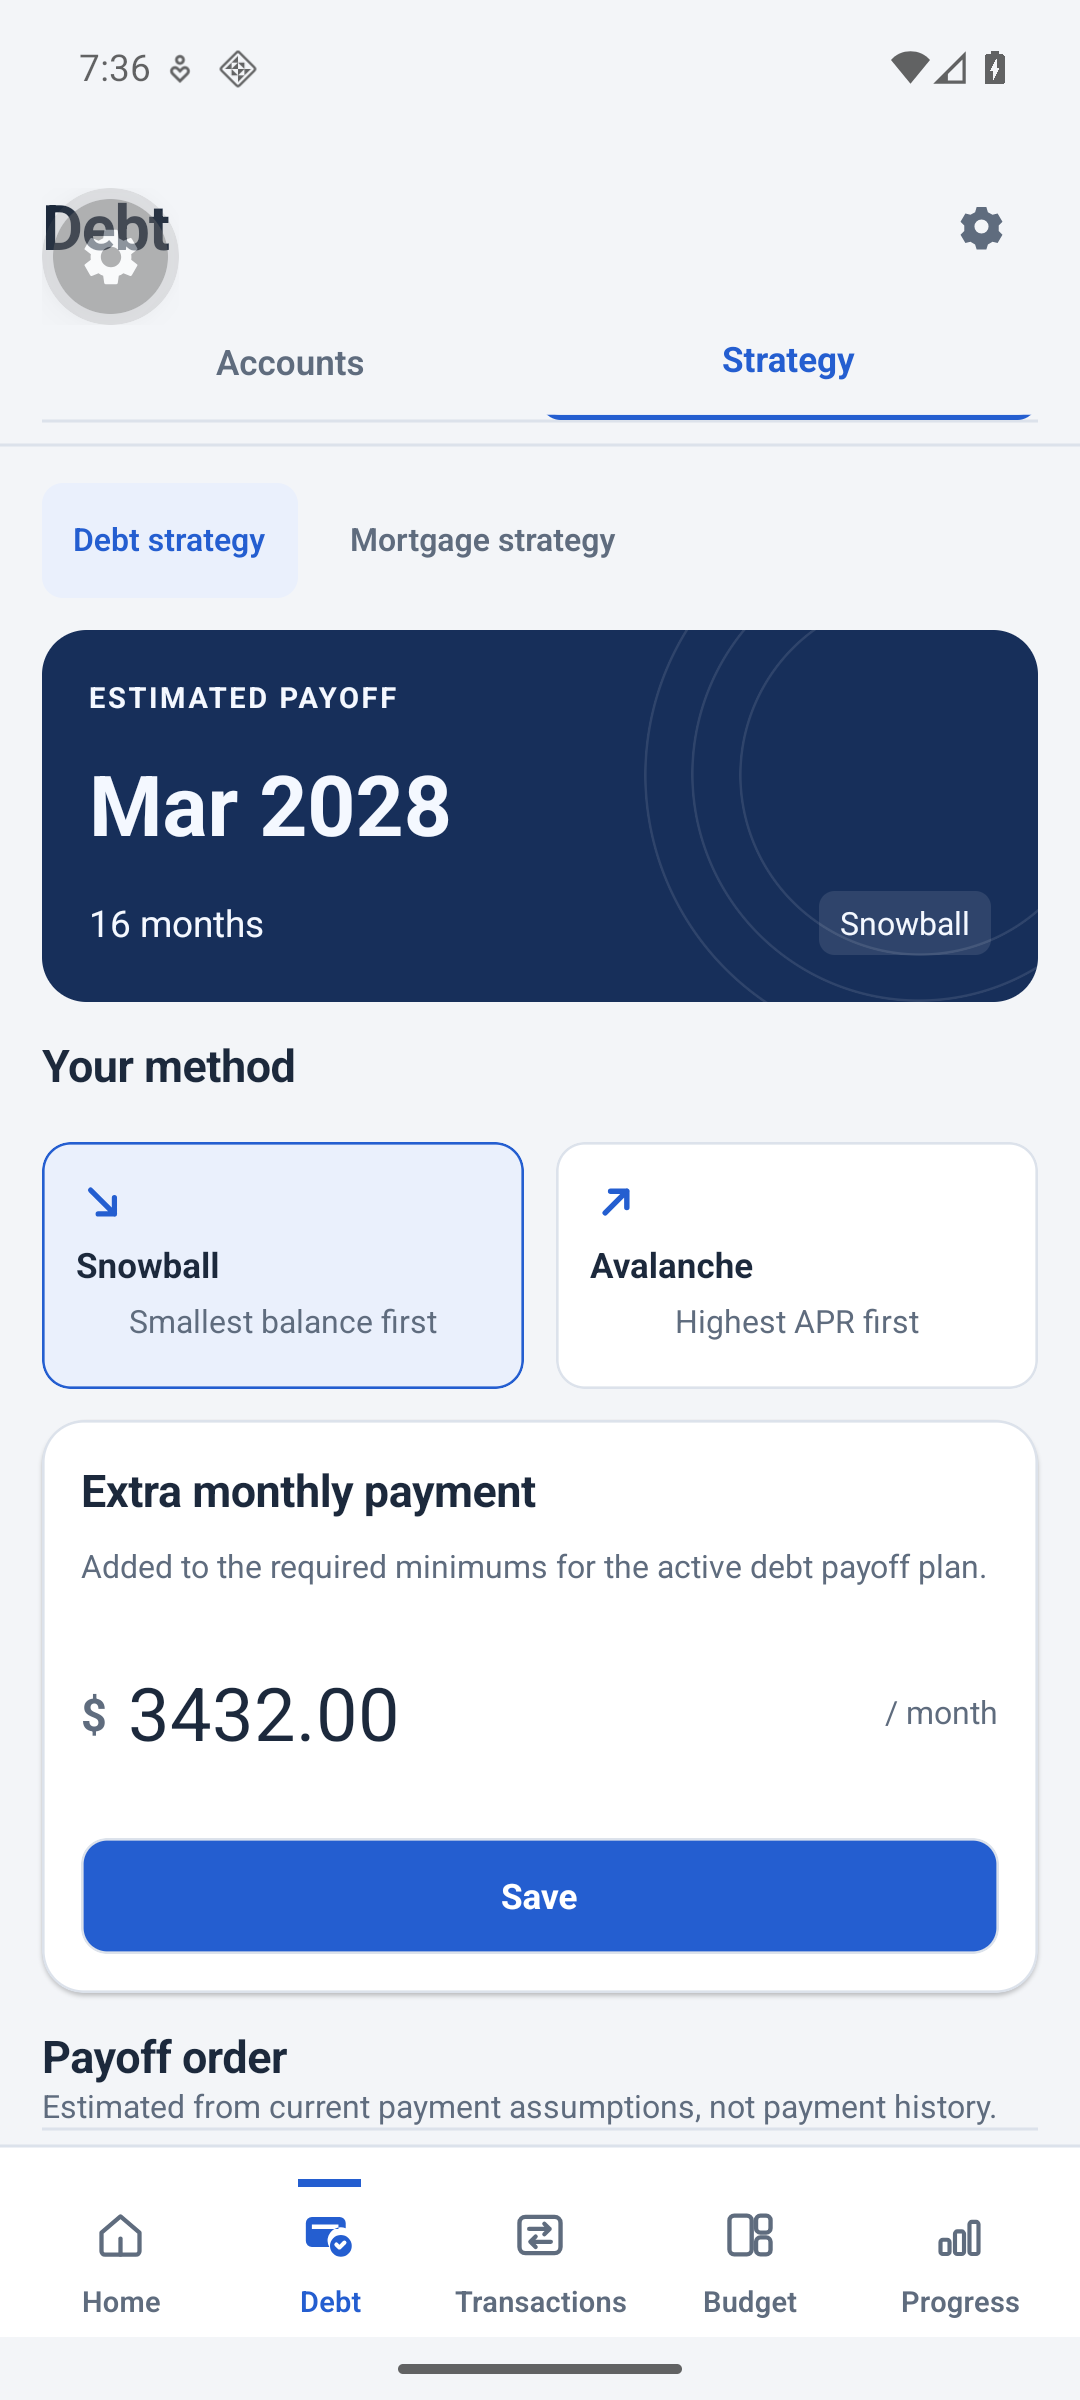 7:36
Debt
Accounts
Strategy
Debt strategy
Mortgage strategy
ESTIMATED PAYOFF
Mar 2028
16 months
Snowball
Your method
Snowball
Smallest balance first
Avalanche
Highest APR first
Extra monthly payment
Added to the required minimums for the active debt payoff plan.
$ 3432.00 / month
Save
Payoff order
Estimated from current payment assumptions, not payment history.
Home
Debt
Transactions
Budget
Progress